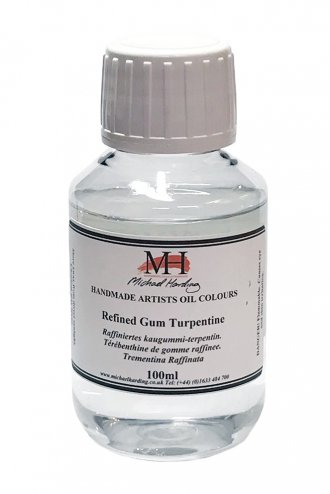 MH
Michael Harding
HANDMADE ARTISTS OIL COLOURS
Refined Gum Turpentine
Raffiniertes kaugummi-terpentin.
Térébenthine de gomme raffinee.
Trementina Raffinata
100ml
www.michaelharding.co.uk Tel: (+44) (0)1633 484 700